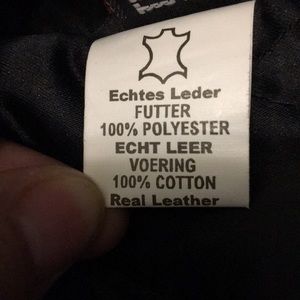 Echtes Leder
FUTTER
100% POLYESTER
ECHT LEER
VOERING
100% COTTON
Real Leather